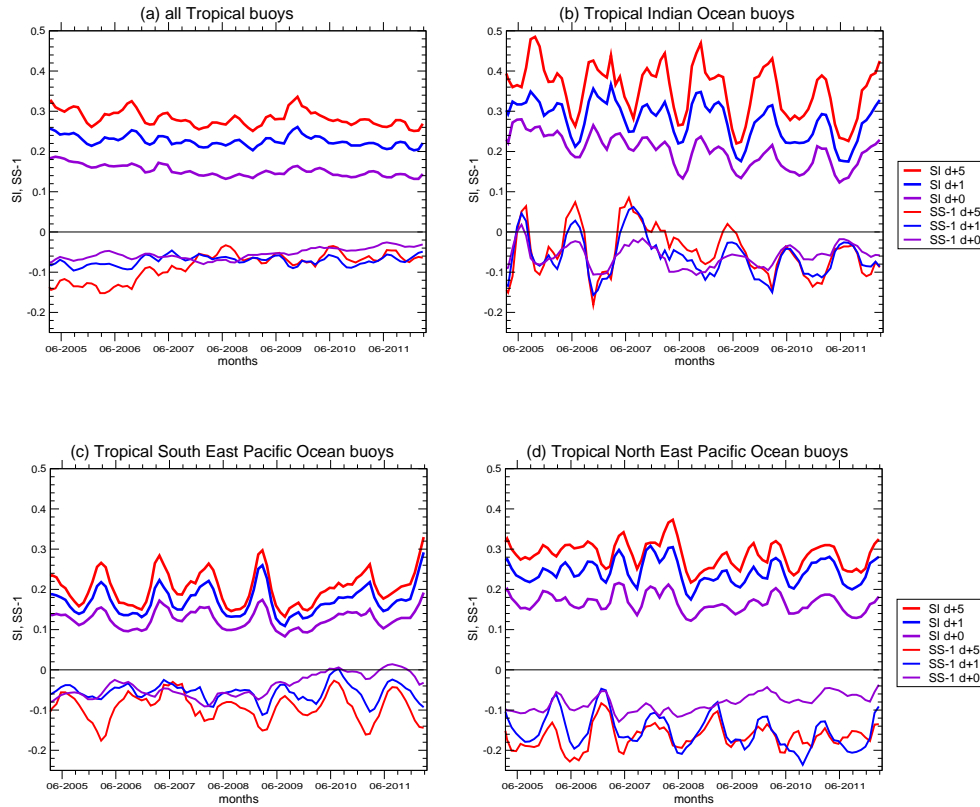 (a) all Tropical buoys
(b) Tropical Indian Ocean buoys
0.5
0.4
0.3
0.2
0.1
0
-0.1
-0.2
SI, SS-1
06-2005 06-2006 06-2007 06-2008 06-2009 06-2010 06-2011
months
0.5
0.4
0.3
0.2
0.1
0
-0.1
-0.2
06-2005 06-2006 06-2007 06-2008 06-2009 06-2010 06-2011
months
SI d+5
SI d+1
SI d+0
SS-1 d+5
SS-1 d+1
SS-1 d+0
(c) Tropical South East Pacific Ocean buoys
(d) Tropical North East Pacific Ocean buoys
0.5
0.4
0.3
0.2
0.1
0
-0.1
-0.2
SI, SS-1
06-2005 06-2006 06-2007 06-2008 06-2009 06-2010 06-2011
months
0.5
0.4
0.3
0.2
0.1
0
-0.1
-0.2
06-2005 06-2006 06-2007 06-2008 06-2009 06-2010 06-2011
months
SI d+5
SI d+1
SI d+0
SS-1 d+5
SS-1 d+1
SS-1 d+0